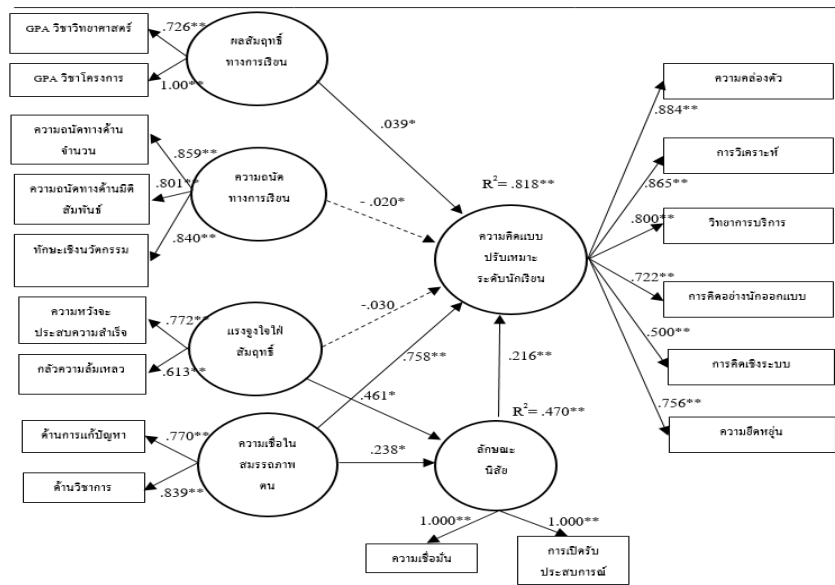 GPA วิชาวิทยาศาสตร์
.726**
GPA วิชาโครงการ
1.00**
ผลสัมฤทธิ์
ทางการเรียน
.039*
ความถนัดทางด้าน
จำนวน
.859**
ความถนัดทางด้านมิติ
สัมพันธ์
.801**
ทักษะเชิงนวัตกรรม
.840**
ความถนัด
ทางการเรียน
- .020*
ความหวังจะ
ประสบความสำเร็จ
.772**
กลัวความล้มเหลว
.613**
แรงจูงใจใฝ่
สัมฤทธิ์
-.030
.461*
ด้านการแก้ปัญหา
.770**
ด้านวิชาการ
.839**
ความเชื่อใน
สมรรถภาพ
ตน
.758**
.238*
R²= .818**
ความคิดแบบ
ปรับเหมาะ
ระดับนักเรียน
.216**
R²= .470**
ลักษณะ
นิสัย
1.000**
1.000**
ความเชื่อมั่น
การเปิดรับ
ประสบการณ์
ความคล่องตัว
.884**
การวิเคราะห์
.865**
วิทยาการบริการ
.800**
การคิดอย่างนักออกแบบ
.722**
การคิดเชิงระบบ
.500**
ความยืดหยุ่น
.756**